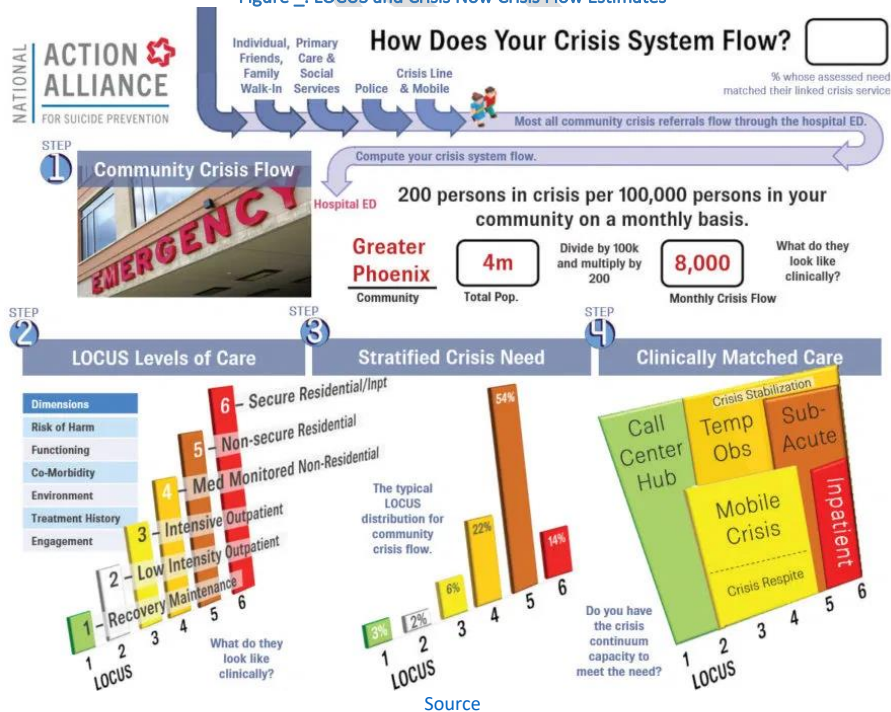 Figure _: LOCUS and Crisis Now Crisis Flow Estimates
NATIONAL
ACTION
ALLIANCE
FOR SUICIDE PREVENTION
Individual,
Friends,
Family
Walk-In
Primary
Care &
Social
Services
Police
Crisis Line
& Mobile
How Does Your Crisis System Flow?
% whose assessed need
matched their linked crisis service
Most all community crisis referrals flow through the hospital ED.
Compute your crisis system flow.
Hospital ED
STEP
1
Community Crisis Flow
EMERGENCY
200 persons in crisis per 100,000 persons in your
community on a monthly basis.
Greater
Phoenix
Community
4m
Total Pop.
Divide by 100k
and multiply by
200
8,000
Monthly Crisis Flow
What do they
look like
clinically?
STEP
2
LOCUS Levels of Care
Dimensions
Risk of Harm
Functioning
Co-Morbidity
Environment
Treatment History
Engagement
6 – Secure Residential/Inpt
5 – Non-secure Residential
4 – Med Monitored Non-Residential
3 – Intensive Outpatient
2 – Low Intensity Outpatient
1 – Recovery Maintenance
1 2 3 4 5 6
LOCUS
What do they
look like
clinically?
STEP
3
Stratified Crisis Need
The typical
LOCUS
distribution for
community
crisis flow.
3%
2%
6%
22%
54%
14%
1 2 3 4 5 6
LOCUS
STEP
4
Clinically Matched Care
Crisis Stabilization
Call
Center
Hub
Temp
Obs
Sub-
Acute
Mobile
Crisis
Crisis Respite
Inpatient
1 2 3 4 5 6
LOCUS
Do you have
the crisis
continuum
capacity to
meet the need?
Source